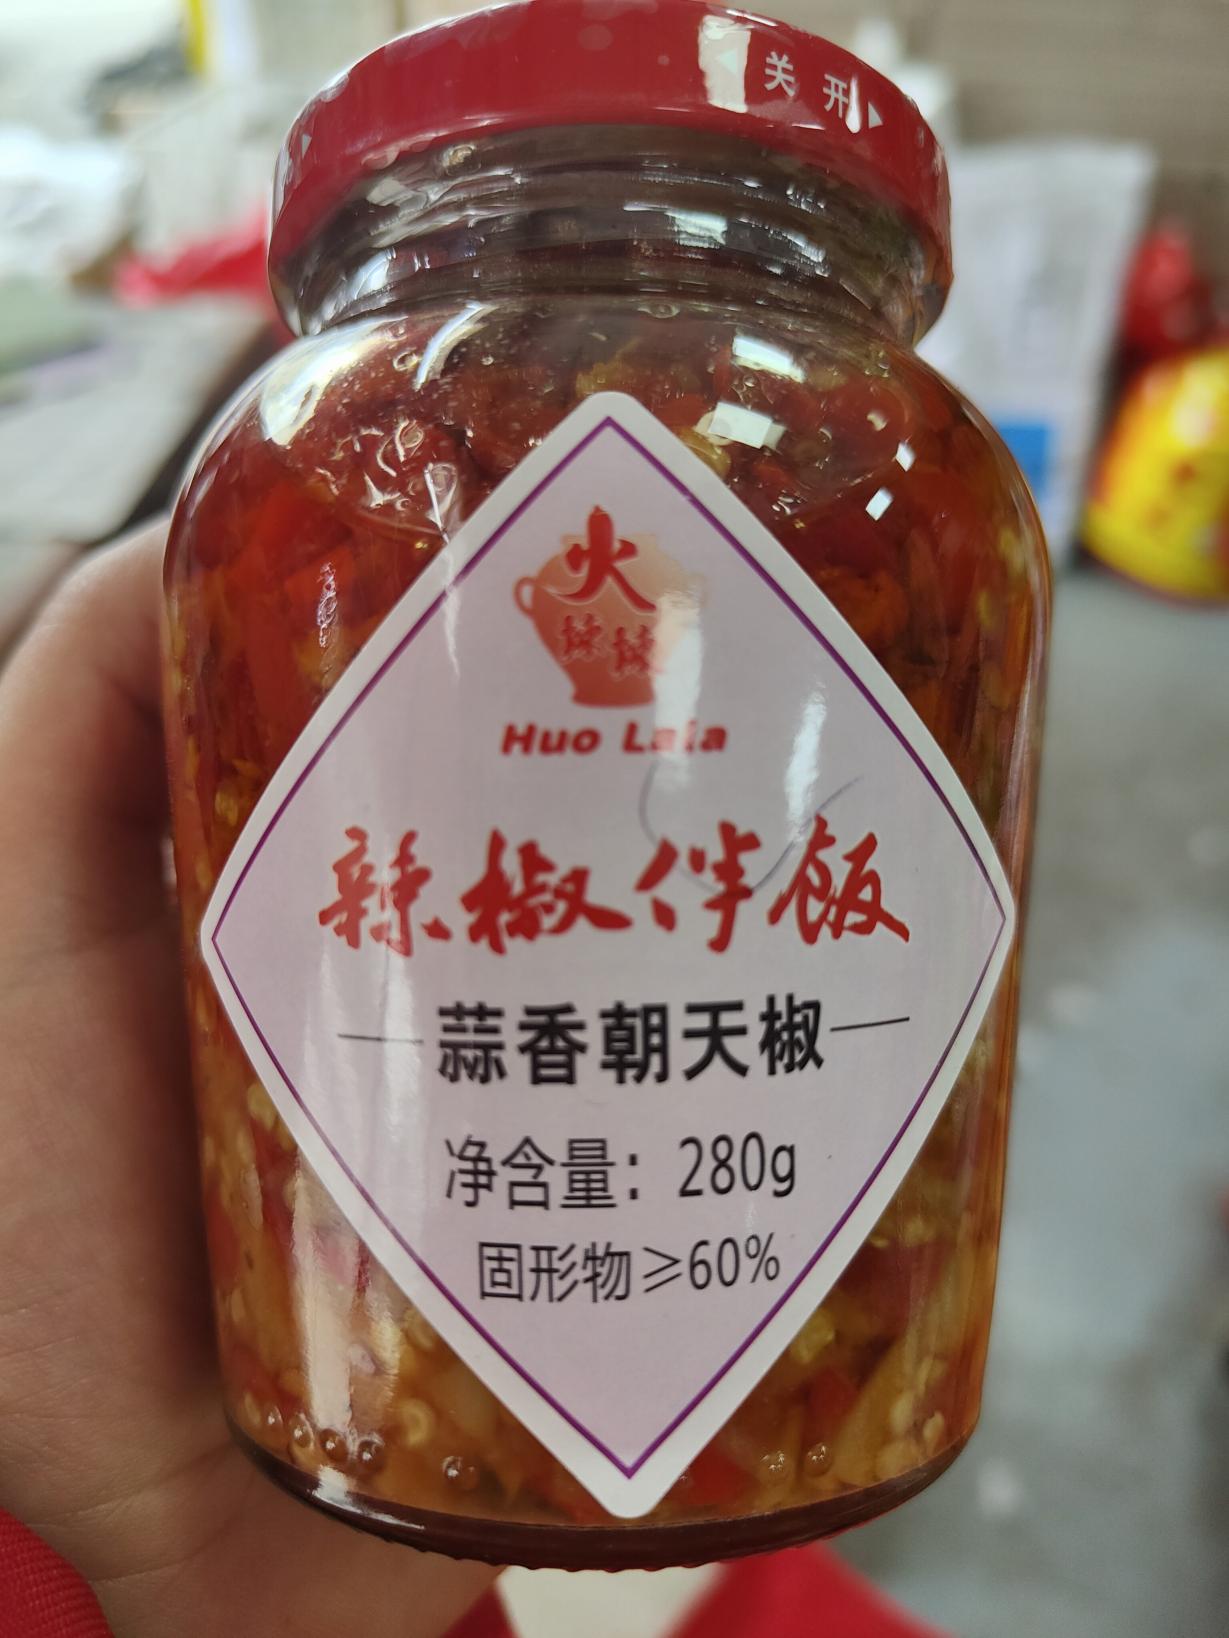 关 开
火
辣辣
Huo Lala
辣椒伴饭
蒜香朝天椒
净含量：280g
固形物≥60%